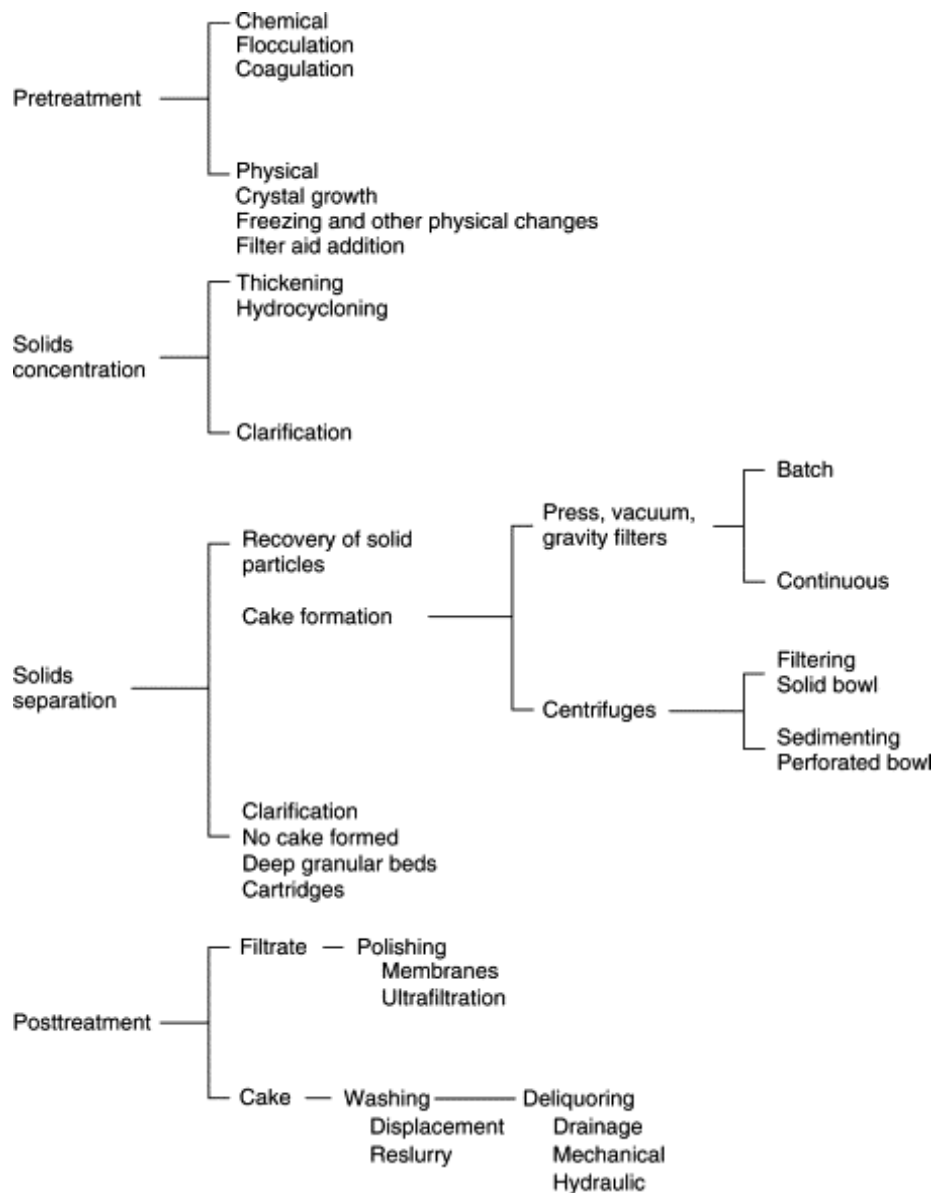 Chemical
Flocculation
Coagulation
Pretreatment
Physical
Crystal growth
Freezing and other physical changes
Filter aid addition
Thickening
Hydrocycloning
Solids
concentration
Clarification
Batch
Press, vacuum,
gravity filters
Recovery of solid
particles
Continuous
Cake formation
Filtering
Solid bowl
Solids
separation
Centrifuges
Sedimenting
Perforated bowl
Clarification
No cake formed
Deep granular beds
Cartridges
Filtrate
Polishing
Membranes
Ultrafiltration
Posttreatment
Cake
Washing
Displacement
Reslurry
Deliquoring
Drainage
Mechanical
Hydraulic